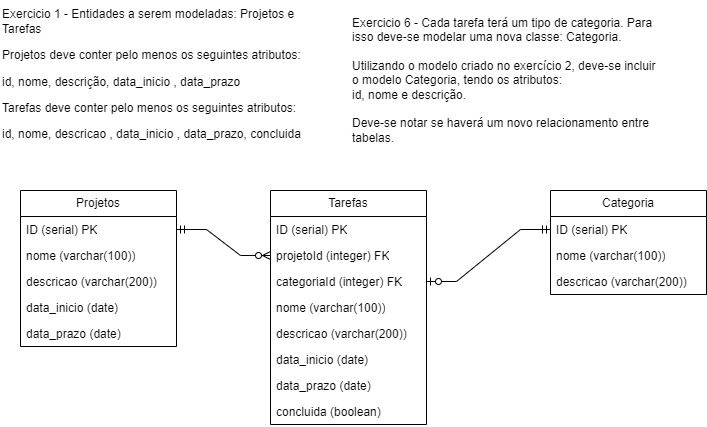 Exercicio 1 - Entidades a serem modeladas: Projetos e
Tarefas
Projetos deve conter pelo menos os seguintes atributos:
id, nome, descrição, data_inicio , data_prazo
Tarefas deve conter pelo menos os seguintes atributos:
id, nome, descricao , data_inicio , data_prazo, concluida
Exercicio 6 - Cada tarefa terá um tipo de categoria. Para
isso deve-se modelar uma nova classe: Categoria.
Utilizando o modelo criado no exercício 2, deve-se incluir
o modelo Categoria, tendo os atributos:
id, nome e descrição.
Deve-se notar se haverá um novo relacionamento entre
tabelas.
Projetos
ID (serial) PK
nome (varchar(100))
descricao (varchar(200))
data_inicio (date)
data_prazo (date)
Tarefas
ID (serial) PK
projetoId (integer) FK
categoriaId (integer) FK
nome (varchar(100))
descricao (varchar(200))
data_inicio (date)
data_prazo (date)
concluida (boolean)
Categoria
ID (serial) PK
nome (varchar(100))
descricao (varchar(200))